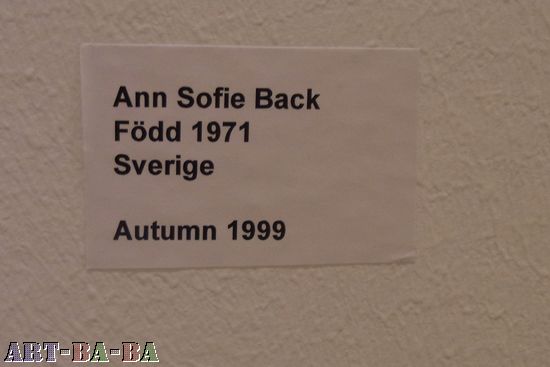 Ann Sofie Back
Född 1971
Sverige
Autumn 1999
ART-BA-BA